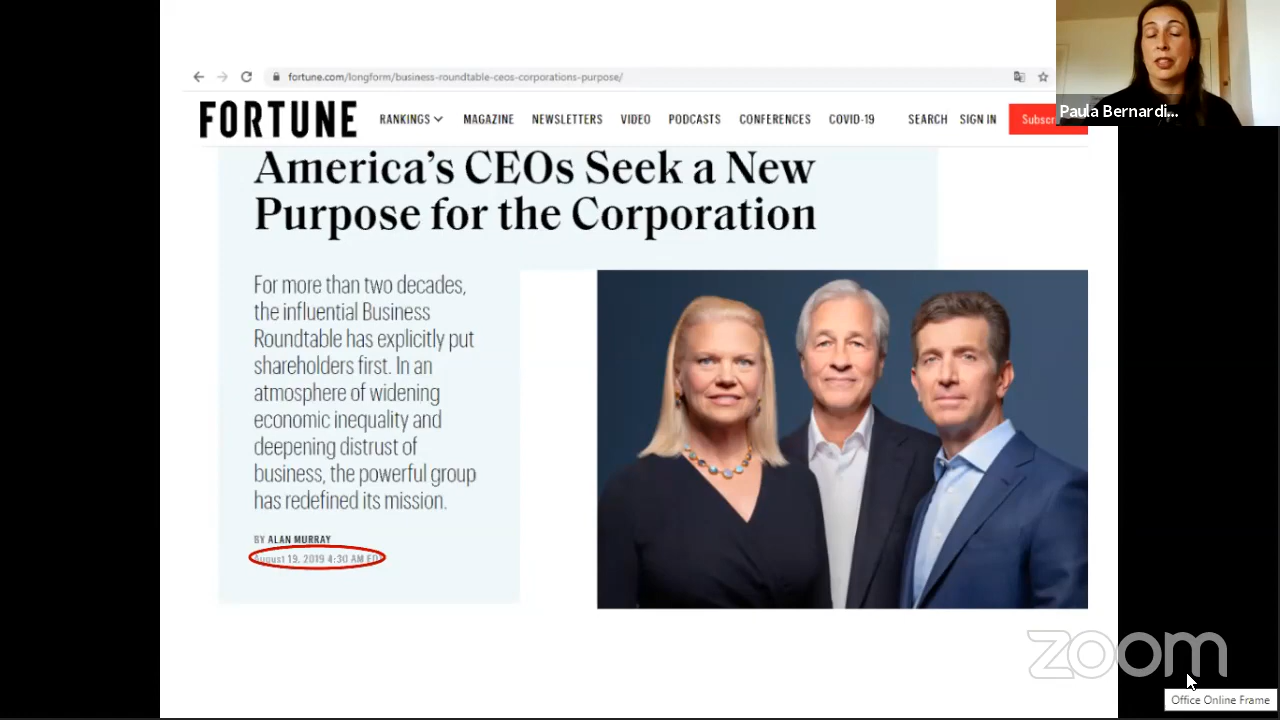 fortune.com/longform/business-roundtable-ceos-corporations-purpose/
FORTUNE
RANKINGS MAGAZINE NEWSLETTERS VIDEO PODCASTS CONFERENCES COVID-19 SEARCH SIGN IN Subscr
Paula Bernardi...
America's CEOs Seek a New
Purpose for the Corporation
For more than two decades,
the influential Business
Roundtable has explicitly put
shareholders first. In an
atmosphere of widening
economic inequality and
deepening distrust of
business, the powerful group
has redefined its mission.
BY ALAN MURRAY
August 19, 2019 4:30 AM ED
zoom
Office Online Frame